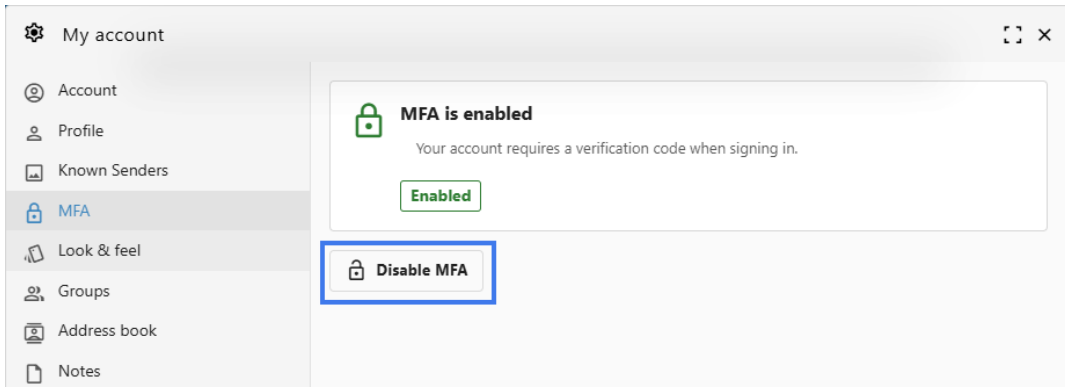 My account
Account
Profile
Known Senders
MFA
Look & feel
Groups
Address book
Notes
MFA is enabled
Your account requires a verification code when signing in.
Enabled
Disable MFA